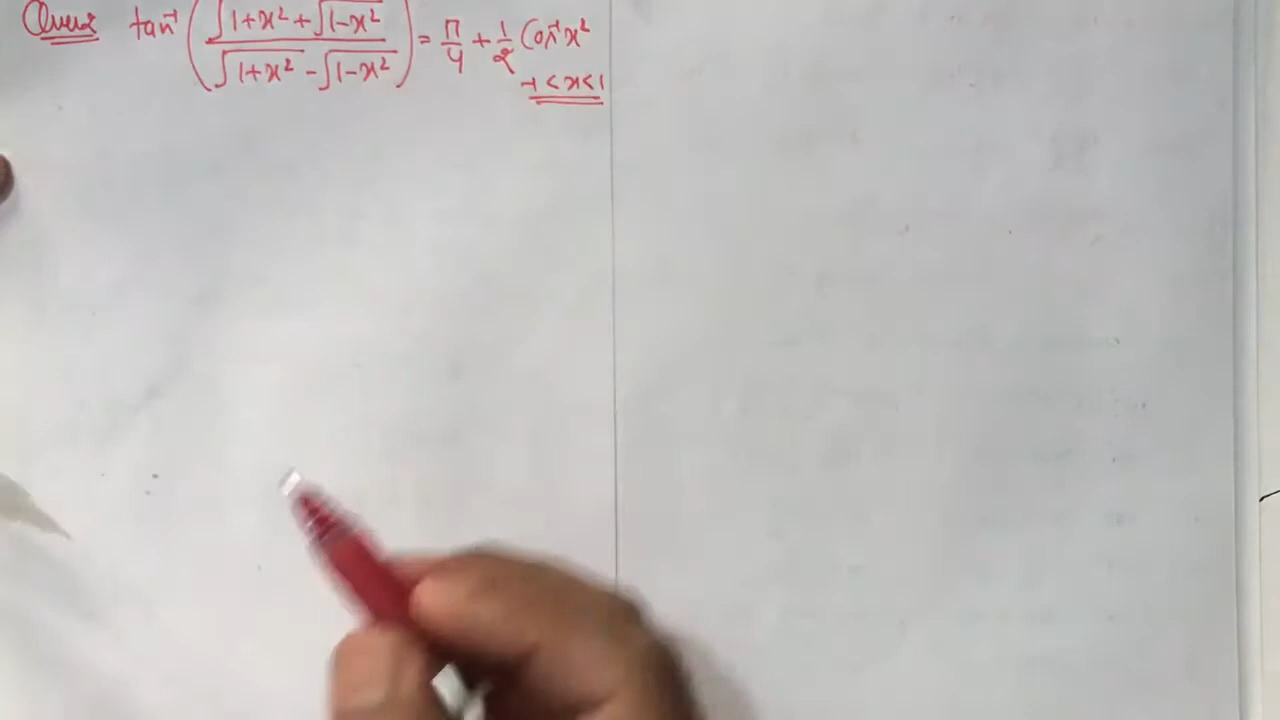 Ques tan⁻¹ ( (√1+x² + √1-x²) / (√1+x² - √1-x²) ) = π/4 + 1/2 Cos⁻¹x²
-1 < x < 1